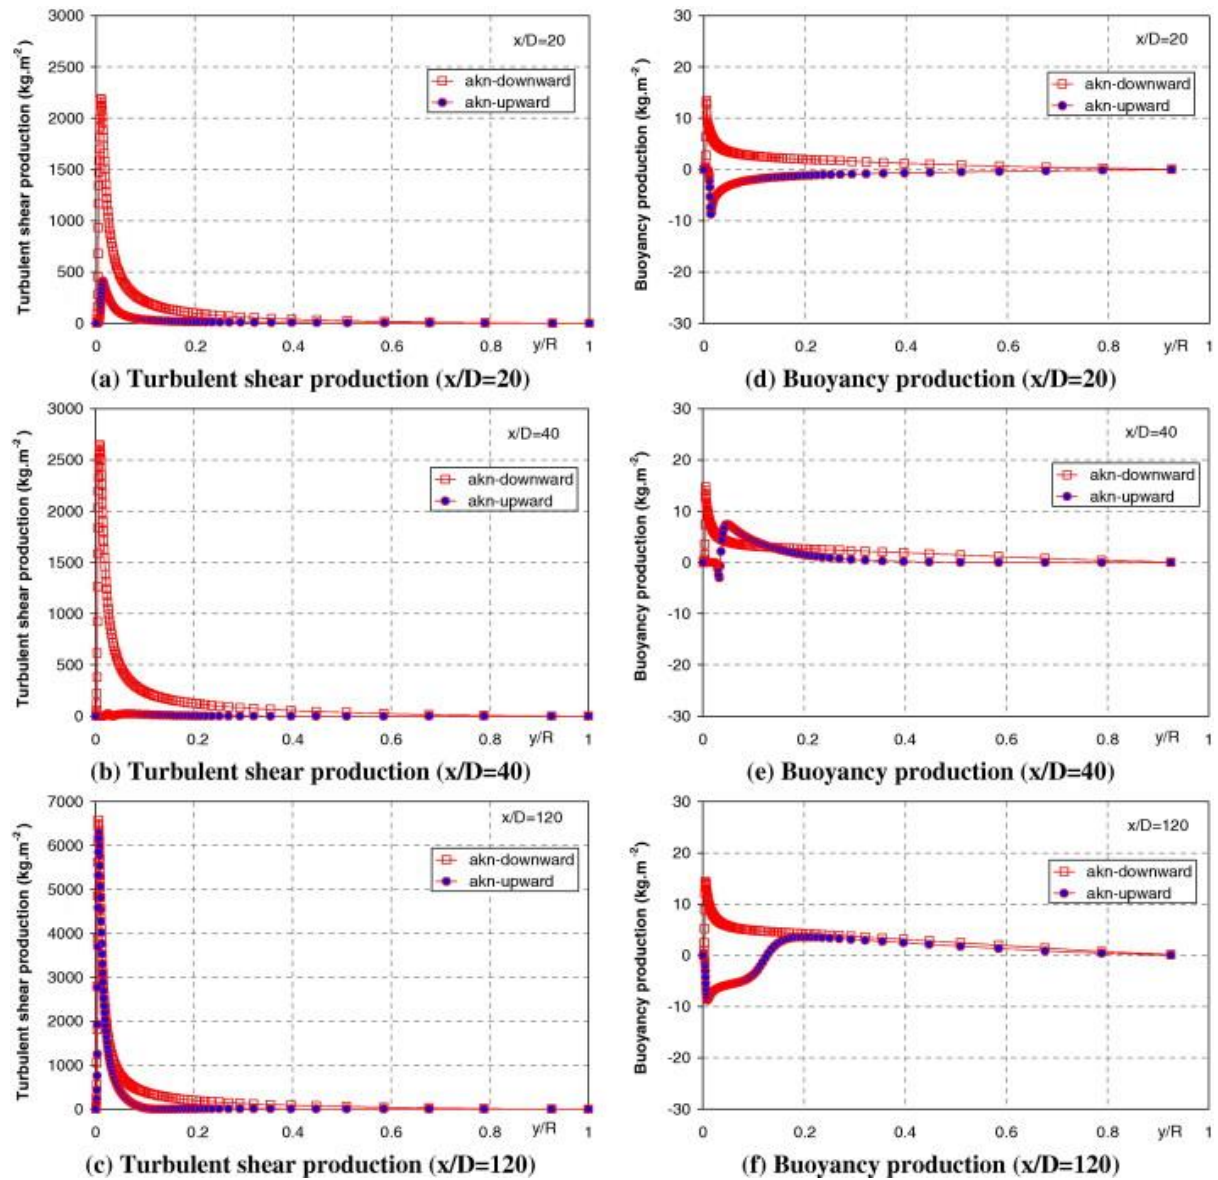 3000
2500
2000
1500
1000
500
0
Turbulent shear production (kg.m-2)
x/D=20
akn-downward
akn-upward
0 0.2 0.4 0.6 0.8 y/R 1
(a) Turbulent shear production (x/D=20)
30
20
10
0
-10
-20
-30
Buoyancy production (kg.m-2)
x/D=20
akn-downward
akn-upward
0 0.2 0.4 0.6 0.8 y/R 1
(d) Buoyancy production (x/D=20)
3000
2500
2000
1500
1000
500
0
Turbulent shear production (kg.m-2)
x/D=40
akn-downward
akn-upward
0 0.2 0.4 0.6 0.8 y/R 1
(b) Turbulent shear production (x/D=40)
30
20
10
0
-10
-20
-30
Buoyancy production (kg.m-2)
x/D=40
akn-downward
akn-upward
0 0.2 0.4 0.6 0.8 y/R 1
(e) Buoyancy production (x/D=40)
7000
6000
5000
4000
3000
2000
1000
0
Turbulent shear production (kg.m-2)
x/D=120
akn-downward
akn-upward
0 0.2 0.4 0.6 0.8 y/R 1
(c) Turbulent shear production (x/D=120)
30
20
10
0
-10
-20
-30
Buoyancy production (kg.m-2)
x/D=120
akn-downward
akn-upward
0 0.2 0.4 0.6 0.8 y/R 1
(f) Buoyancy production (x/D=120)